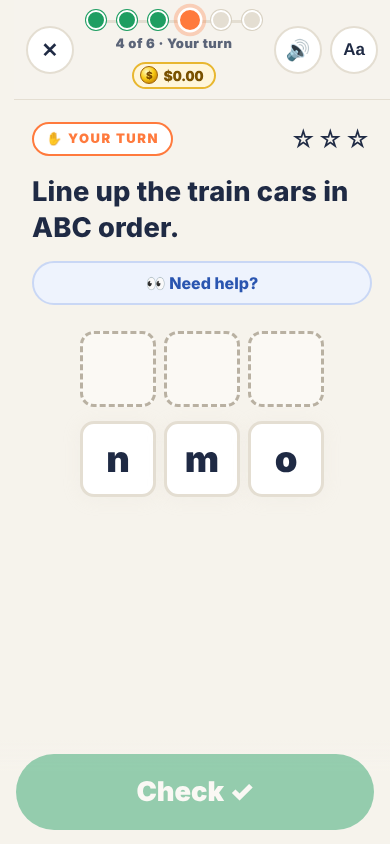 4 of 6 · Your turn
Aa
$ $0.00
YOUR TURN
Line up the train cars in
ABC order.
Need help?
n m o
Check